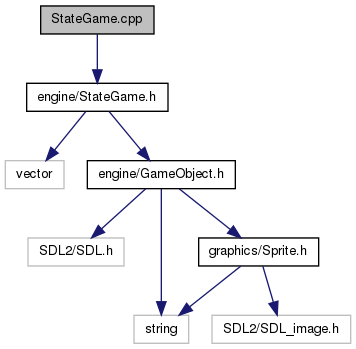 StateGame.cpp
engine/StateGame.h
vector
engine/GameObject.h
SDL2/SDL.h
graphics/Sprite.h
string
SDL2/SDL_image.h